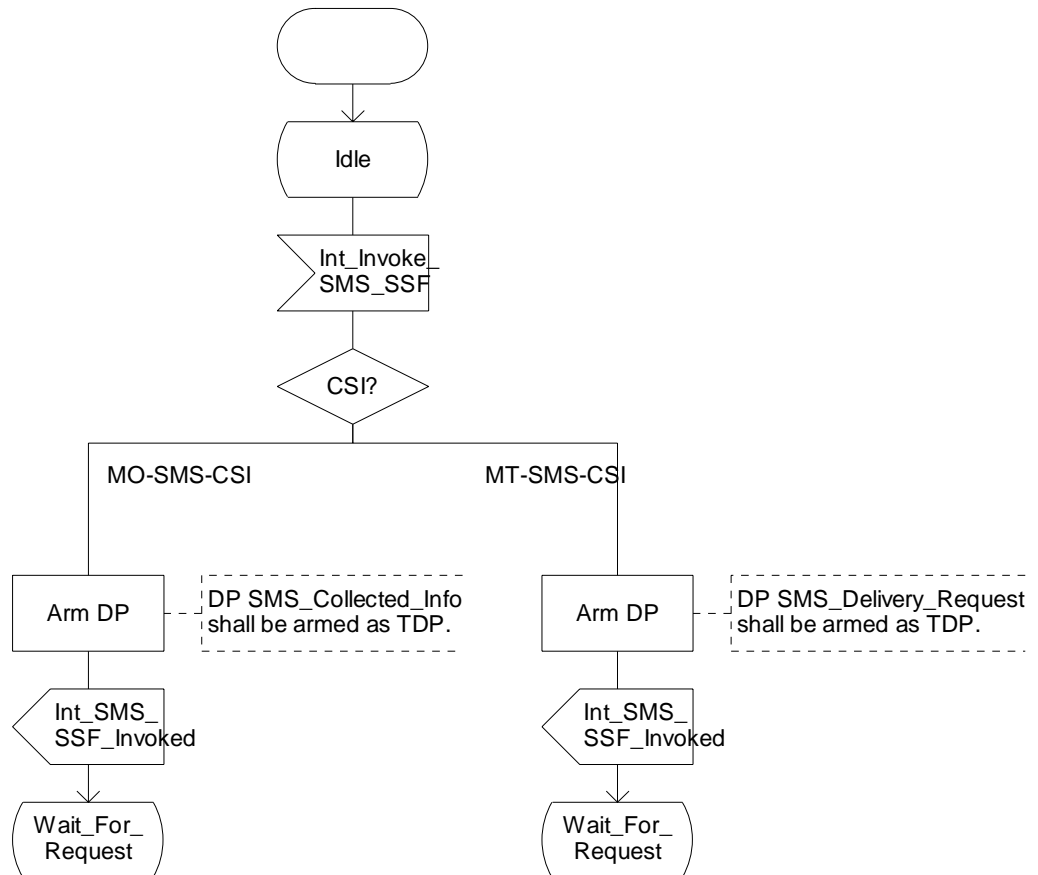 Idle
Int_Invoke_
SMS_SSF
CSI?
MO-SMS-CSI
MT-SMS-CSI
Arm DP
DP SMS_Collected_Info
shall be armed as TDP.
Arm DP
DP SMS_Delivery_Request
shall be armed as TDP.
Int_SMS_
SSF_Invoked
Int_SMS_
SSF_Invoked
Wait_For_
Request
Wait_For_
Request